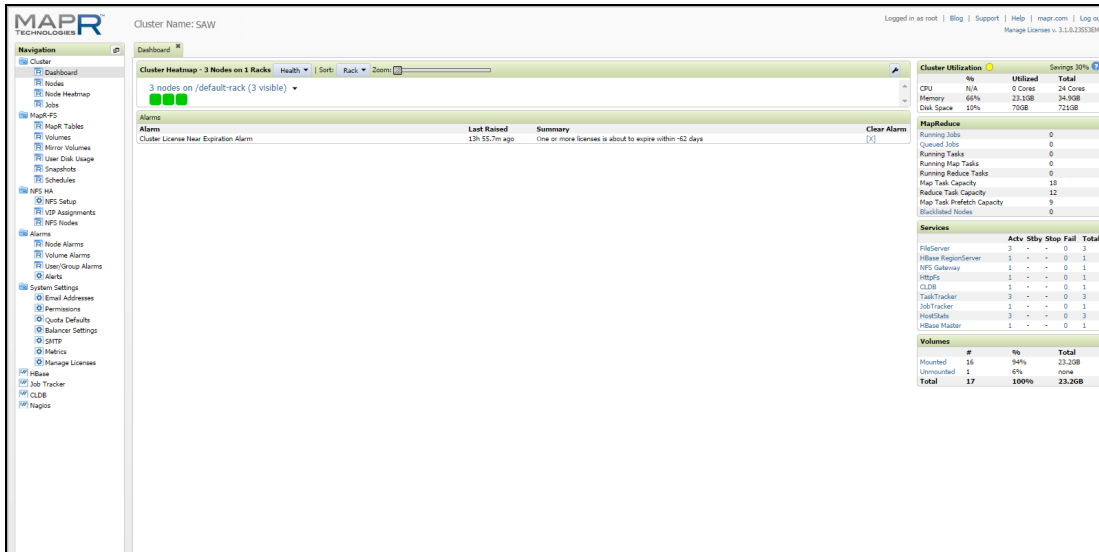 MAPR
TECHNOLOGIES
Cluster Name: SAW
Logged in as root | Blog | Support | Help | mapr.com | Log ou
Manage Licenses v. 3.1.0.23553EM
Navigation
Cluster
Dashboard
Nodes
Node Heatmap
Jobs
MapR-FS
MapR Tables
Volumes
Mirror Volumes
User Disk Usage
Snapshots
Schedules
NFS HA
NFS Setup
VIP Assignments
NFS Nodes
Alarms
Node Alarms
Volume Alarms
User/Group Alarms
Alerts
System Settings
Email Addresses
Permissions
Quota Defaults
Balancer Settings
SMTP
Metrics
Manage Licenses
HBase
Job Tracker
CLDB
Nagios
Dashboard
Cluster Heatmap - 3 Nodes on 1 Racks Health | Sort: Rack Zoom:
3 nodes on /default-rack (3 visible)
Alarms
Alarm Last Raised Summary Clear Alarm
Cluster License Near Expiration Alarm 13h 55.7m ago One or more licenses is about to expire within ~62 days [X]
Cluster Utilization Savings 30% ?
% Utilized Total
CPU N/A 0 Cores 24 Cores
Memory 66% 23.1GB 34.9GB
Disk Space 10% 70GB 721GB
MapReduce
Running Jobs 0
Queued Jobs 0
Running Tasks 0
Running Map Tasks 0
Running Reduce Tasks 0
Map Task Capacity 18
Reduce Task Capacity 12
Map Task Prefetch Capacity 9
Blacklisted Nodes 0
Services
Actv Stby Stop Fail Total
FileServer 3 - - 0 3
HBase RegionServer 1 - - 0 1
NFS Gateway 1 - - 0 1
HttpFs 1 - - 0 1
CLDB 1 - - 0 1
TaskTracker 3 - - 0 3
JobTracker 1 - - 0 1
HostStats 3 - - 0 3
HBase Master 1 - - 0 1
Volumes
# % Total
Mounted 16 94% 23.2GB
Unmounted 1 6% none
Total 17 100% 23.2GB